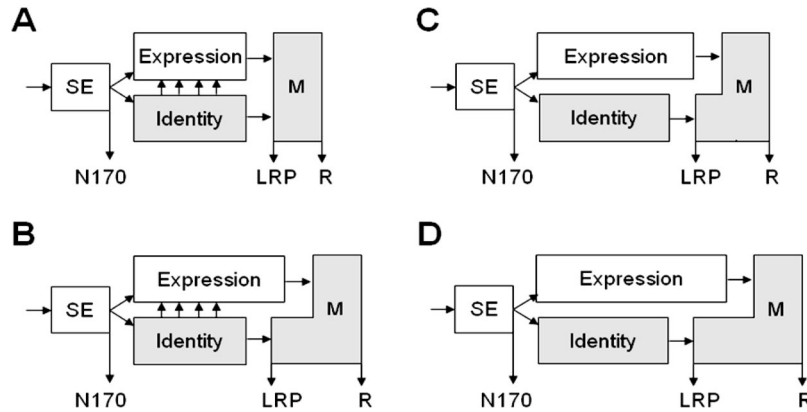 A
Expression
SE
M
Identity
N170
LRP
R
C
Expression
SE
M
Identity
N170
LRP
R
B
Expression
SE
M
Identity
N170
LRP
R
D
Expression
SE
M
Identity
N170
LRP
R